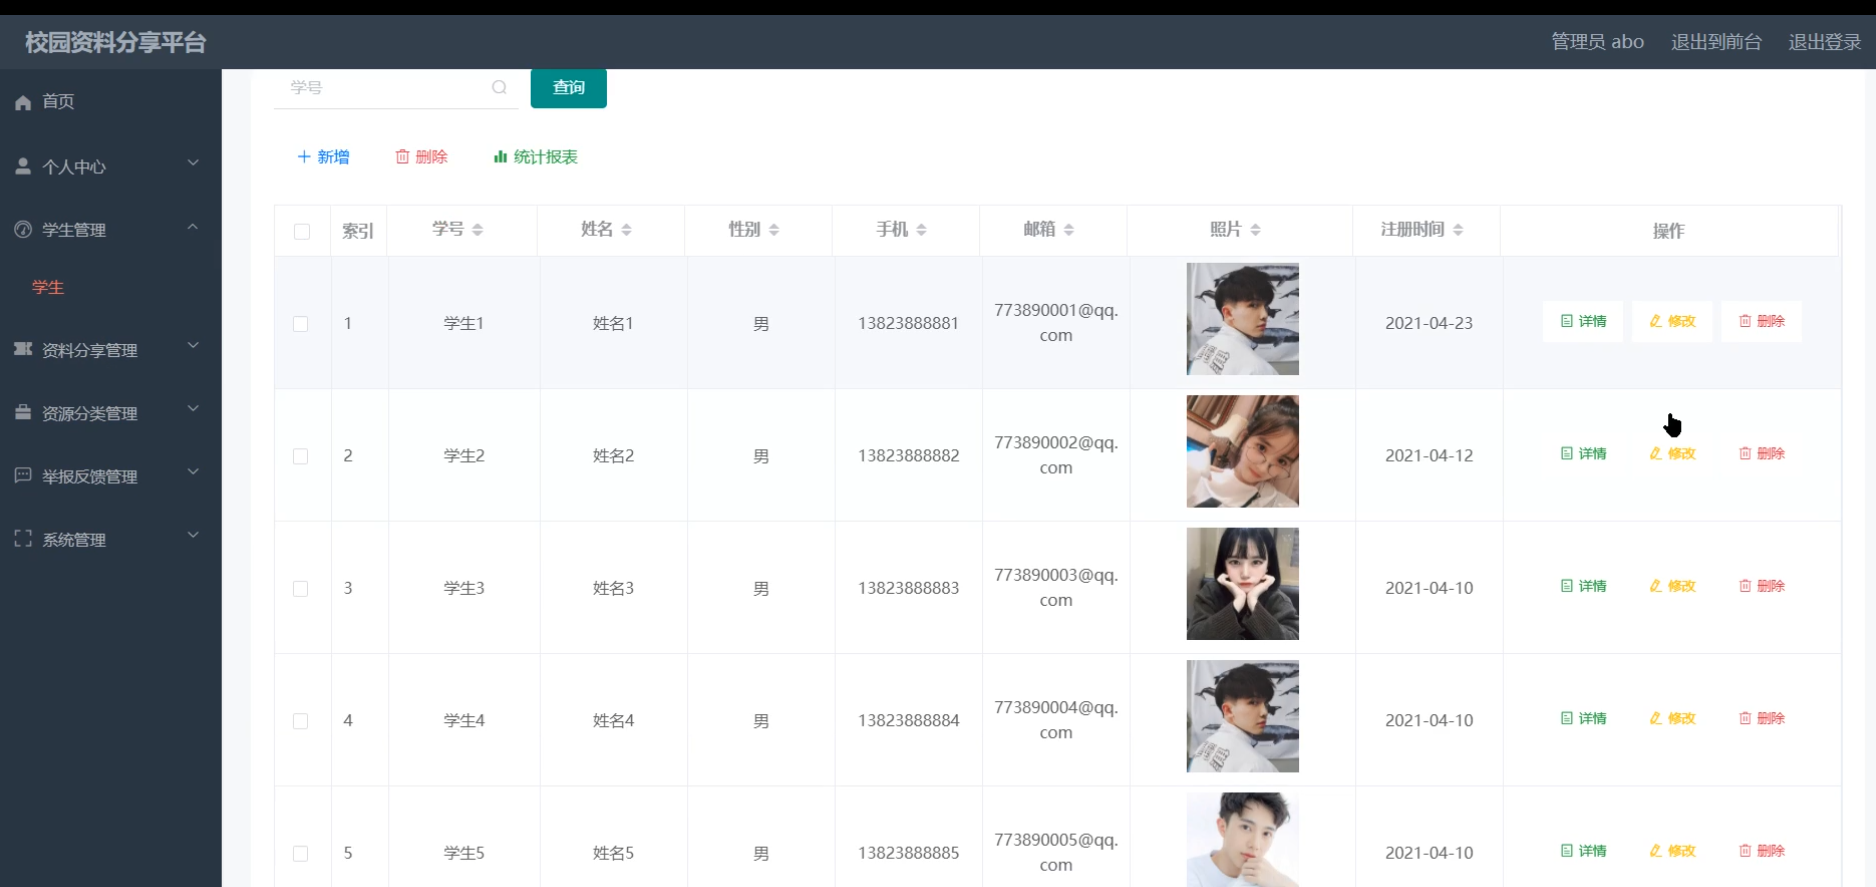 校园资料分享平台
管理员 abo 退出到前台 退出登录
首页
个人中心
学生管理
学生
资料分享管理
资源分类管理
举报反馈管理
系统管理
学号 查询
新增 删除 统计报表
索引 学号 姓名 性别 手机 邮箱 照片 注册时间 操作
1 学生1 姓名1 男 13823888881 773890001@qq. 2021-04-23 详情 修改 删除
com
2 学生2 姓名2 男 13823888882 773890002@qq. 2021-04-12 详情 修改 删除
com
3 学生3 姓名3 男 13823888883 773890003@qq. 2021-04-10 详情 修改 删除
com
4 学生4 姓名4 男 13823888884 773890004@qq. 2021-04-10 详情 修改 删除
com
5 学生5 姓名5 男 13823888885 773890005@qq. 2021-04-10 详情 修改 删除
com